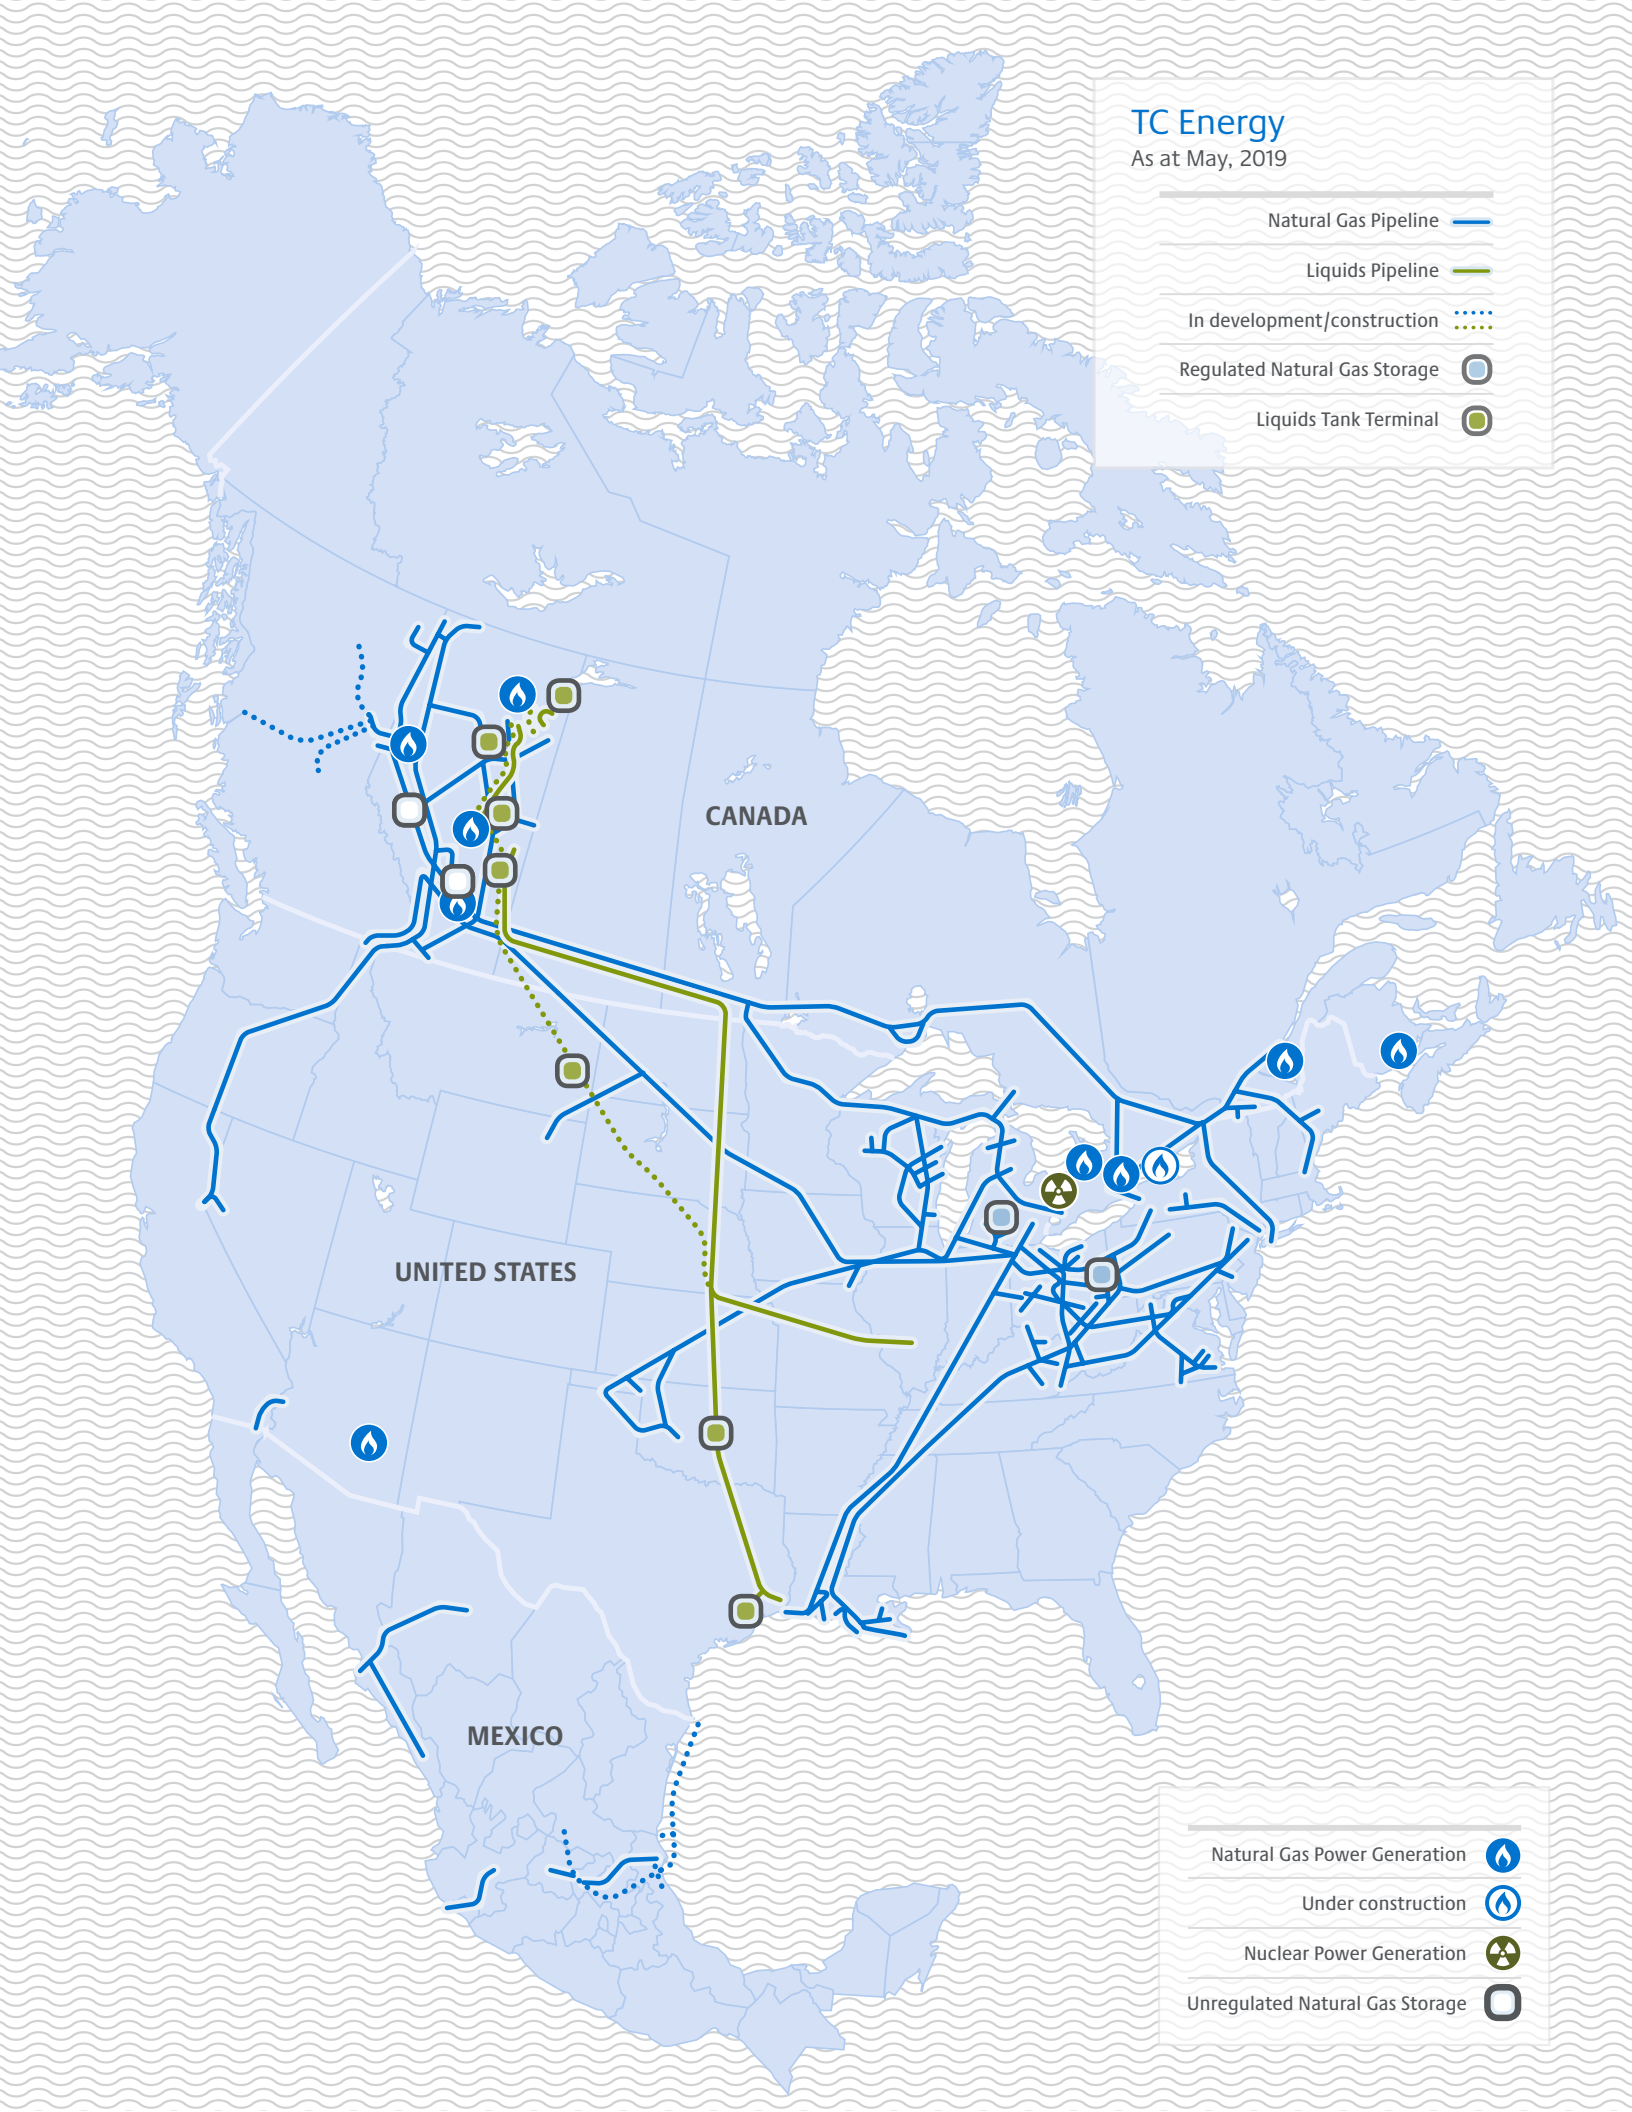 TC Energy
As at May, 2019
Natural Gas Pipeline
Liquids Pipeline
In development/construction
Regulated Natural Gas Storage
Liquids Tank Terminal
CANADA
UNITED STATES
MEXICO
Natural Gas Power Generation
Under construction
Nuclear Power Generation
Unregulated Natural Gas Storage